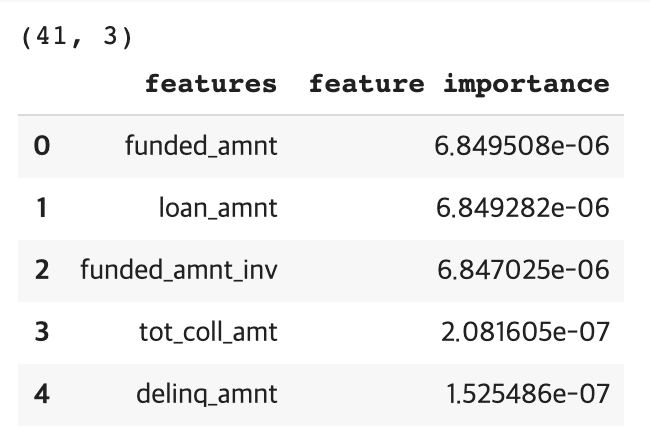 (41, 3)
features feature importance
0 funded_amnt 6.849508e-06
1 loan_amnt 6.849282e-06
2 funded_amnt_inv 6.847025e-06
3 tot_coll_amt 2.081605e-07
4 delinq_amnt 1.525486e-07